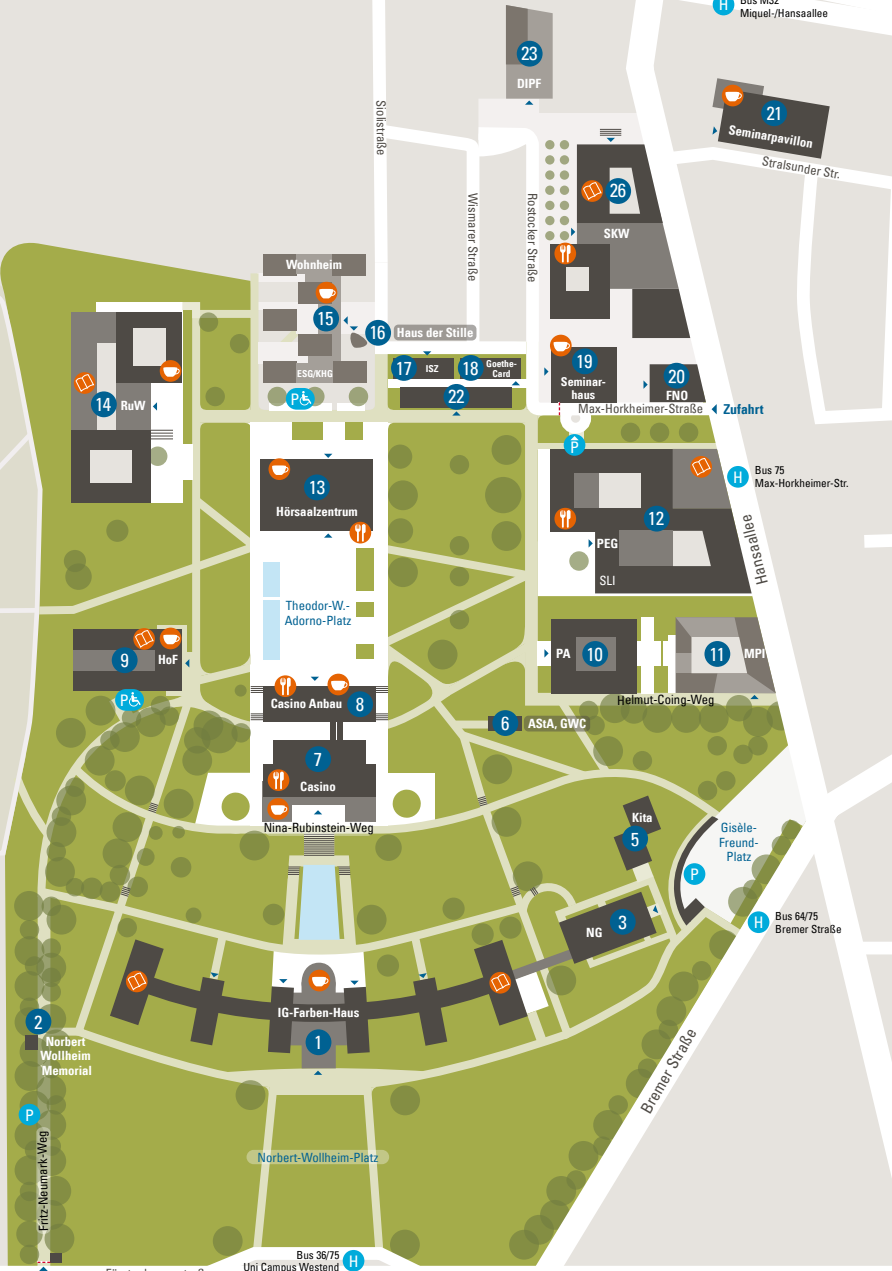 H
Bus M32
Miquel-/Hansaallee
23
DIPF
21
Seminarpavillon
Stralsunder Str.
Siolistraße
Wismarer Straße
Rostocker Straße
26
SKW
Wohnheim
15
16
Haus der Stille
ESG/KHG
P
17
ISZ
18
Goethe-
Card
22
19
Seminar-
haus
20
FNO
Max-Horkheimer-Straße
Zufahrt
P
14
RuW
13
Hörsaalzentrum
H
Bus 75
Max-Horkheimer-Str.
12
PEG
SLI
Hansaallee
Theodor-W.-
Adorno-Platz
9
HoF
P
PA
10
11
MPI
Helmut-Coing-Weg
Casino Anbau
8
6
AStA, GWC
7
Casino
Nina-Rubinstein-Weg
Kita
5
Gisèle-
Freund-
Platz
P
NG
3
H
Bus 64/75
Bremer Straße
IG-Farben-Haus
1
2
Norbert
Wollheim
Memorial
P
Fritz-Neumark-Weg
Bremer Straße
Norbert-Wollheim-Platz
Bus 36/75
Uni Campus Westend
H